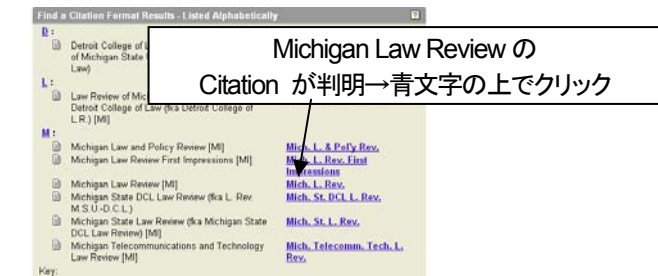 Find a Citation Format Results - Listed Alphabetically
Michigan Law Review の
Citation が判明→青文字の上でクリック
D :
Detroit College of L
of Michigan State
Law)
L :
Law Review of Mic
Detroit College of Law (fka Detroit College of
L.R.) [MI]
M :
Michigan Law and Policy Review [MI] Mich. L. & Pol'y Rev.
Michigan Law Review First Impressions [MI] Mich. L. Rev. First
Impressions
Michigan Law Review [MI] Mich. L. Rev.
Michigan State DCL Law Review (fka L. Rev. Mich. St. DCL L. Rev.
M.S.U.-D.C.L.)
Michigan State Law Review (fka Michigan State Mich. St. L. Rev.
DCL Law Review) [MI]
Michigan Telecommunications and Technology Mich. Telecomm. Tech. L.
Law Review [MI] Rev.
Key: